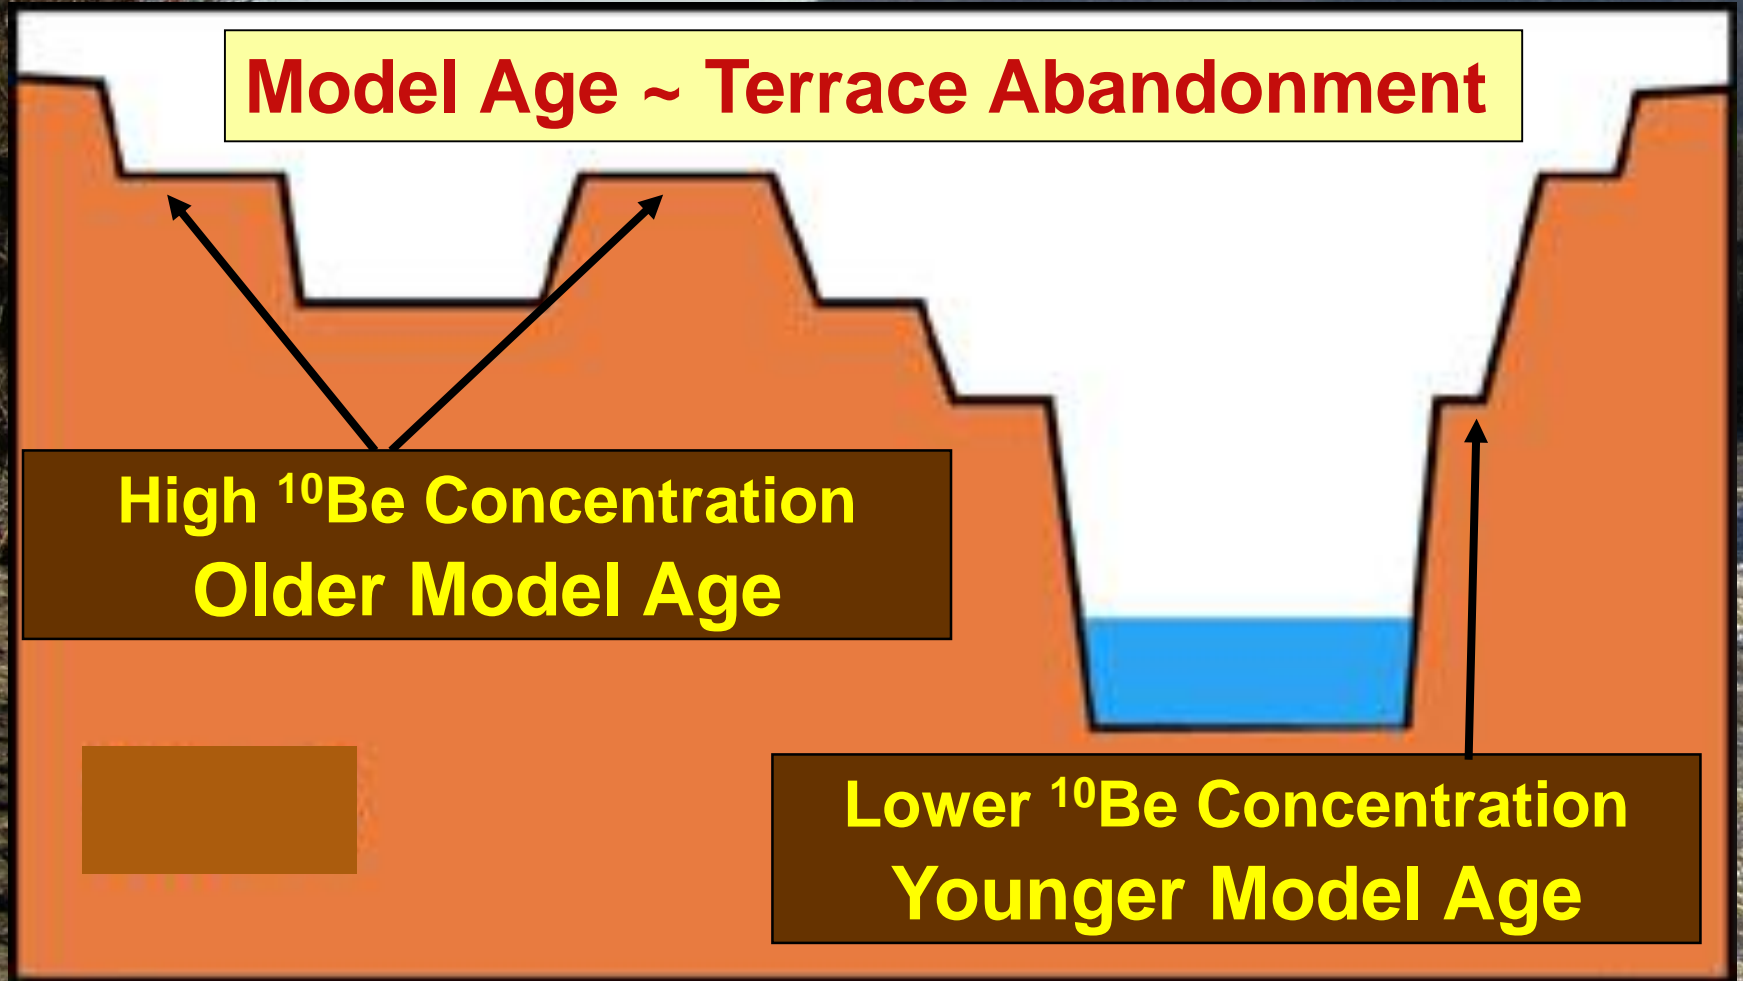 Model Age ~ Terrace Abandonment
High ¹⁰Be Concentration
Older Model Age
Lower ¹⁰Be Concentration
Younger Model Age